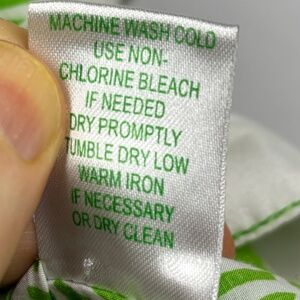 MACHINE WASH COLD
USE NON-
CHLORINE BLEACH
IF NEEDED
DRY PROMPTLY
TUMBLE DRY LOW
WARM IRON
IF NECESSARY
OR DRY CLEAN